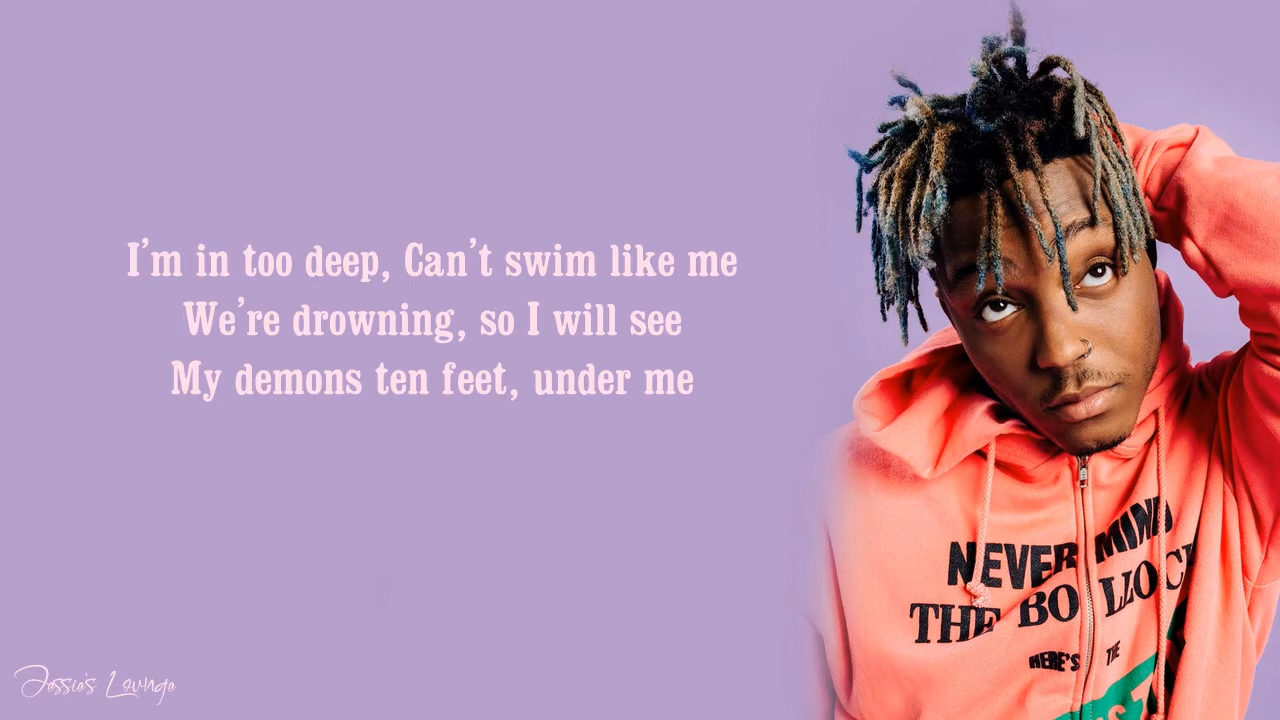 I'm in too deep, Can't swim like me
We're drowning, so I will see
My demons ten feet, under me
NEVER MIND
THE BOLLOCK
HERE'S THE
Jessie's Lounge